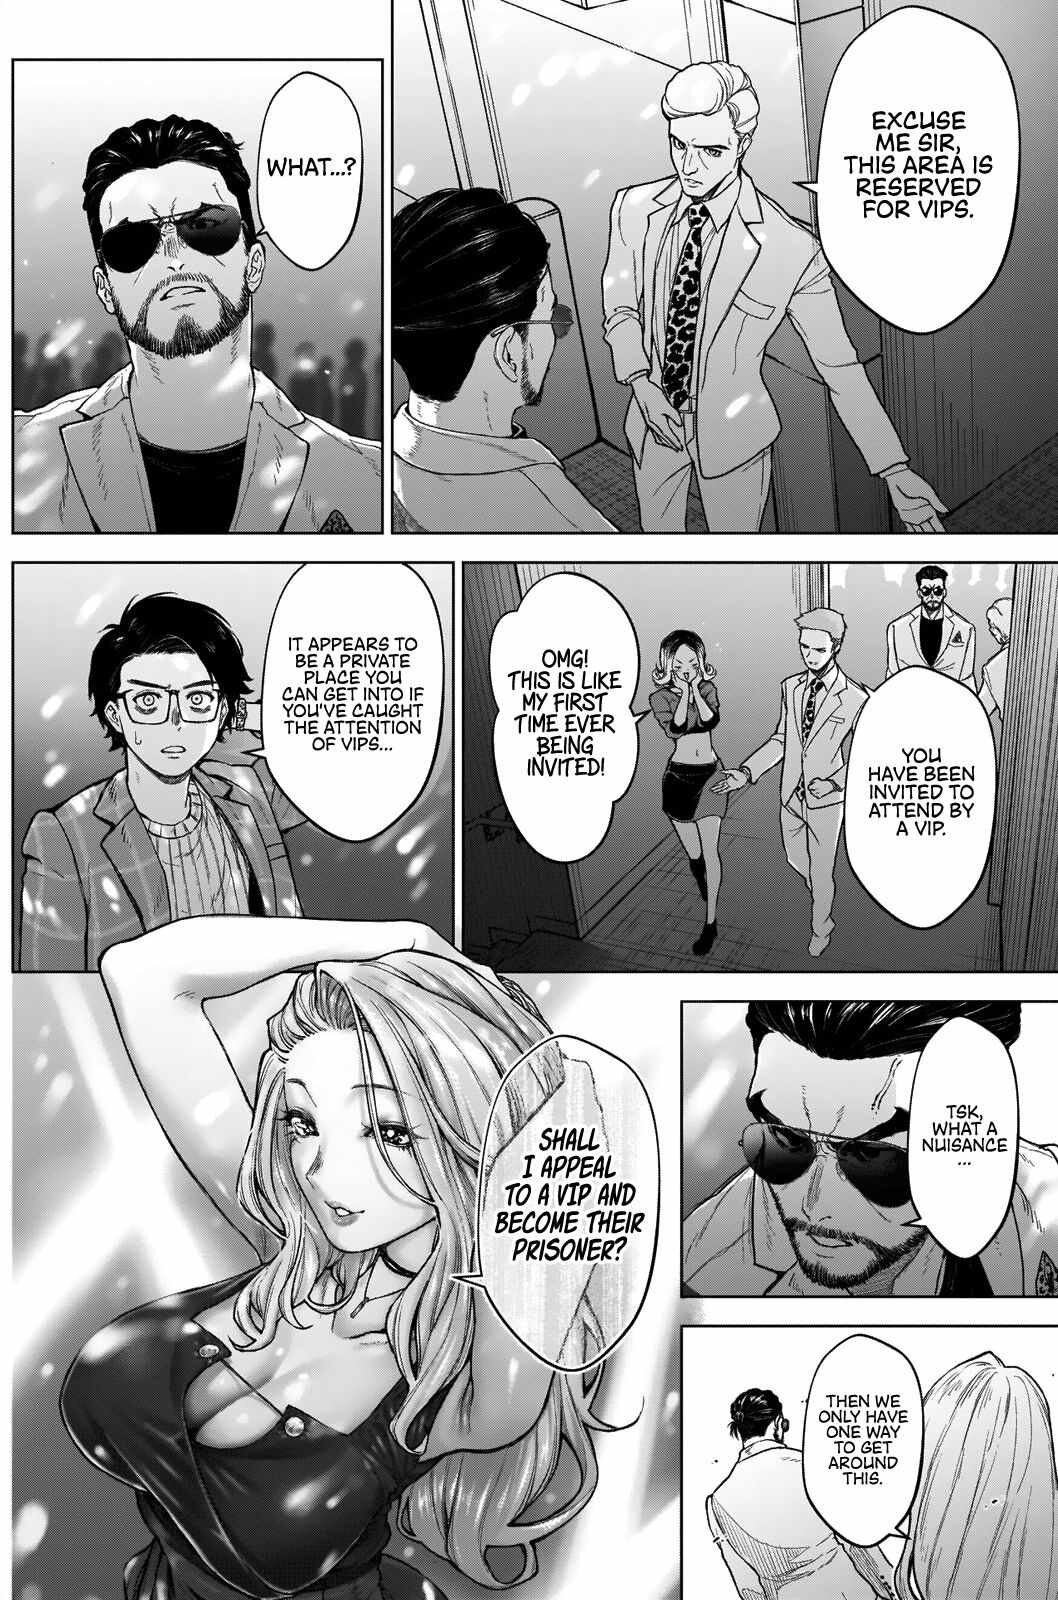 EXCUSE
ME SIR,
THIS AREA IS
RESERVED
FOR VIPS.
WHAT...?
YOU
HAVE BEEN
INVITED TO
ATTEND BY
A VIP.
OMG!
THIS IS LIKE
MY FIRST
TIME EVER
BEING
INVITED!
IT APPEARS TO
BE A PRIVATE
PLACE YOU
CAN GET INTO IF
YOU'VE CAUGHT
THE ATTENTION
OF VIPS...
TSK,
WHAT A
NUISANCE
...
THEN WE
ONLY HAVE
ONE WAY
TO GET
AROUND
THIS.
SHALL
I APPEAL
TO A VIP AND
BECOME THEIR
PRISONER?